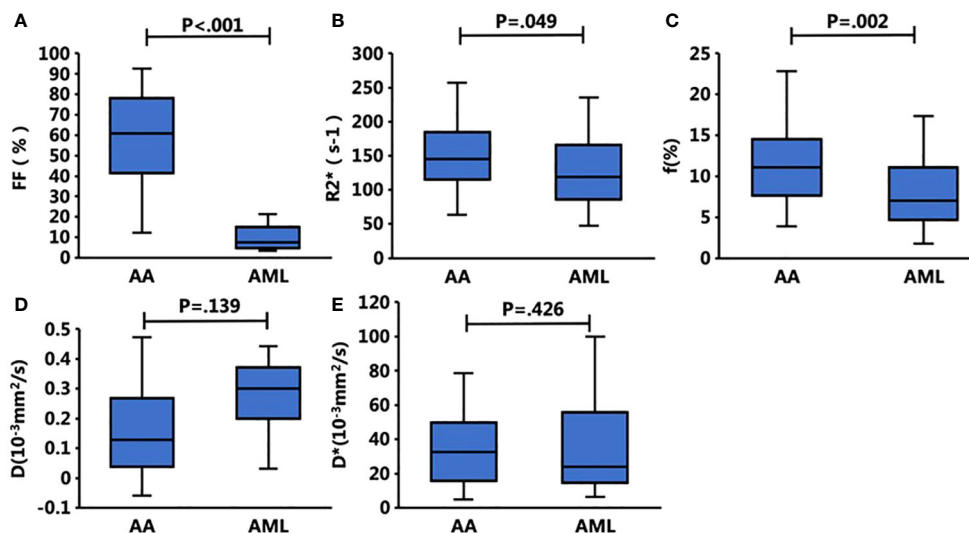 A
P<.001
FF (%)
100
90
80
70
60
50
40
30
20
10
0
AA AML
B
P=.049
R2* (s-1)
300
250
200
150
100
50
0
AA AML
C
P=.002
f(%)
25
20
15
10
5
0
AA AML
D
P=.139
D(10⁻³mm²/s)
0.5
0.4
0.3
0.2
0.1
0
-0.1
AA AML
E
P=.426
D*(10⁻³mm²/s)
120
100
80
60
40
20
0
AA AML